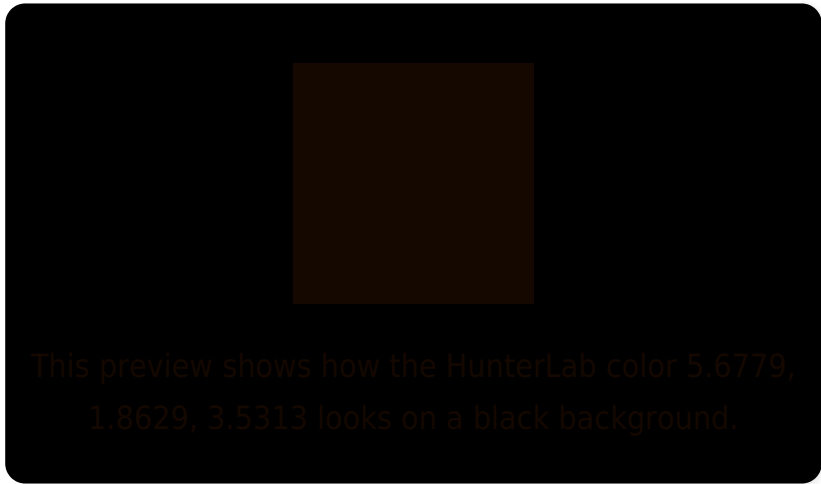 This preview shows how the HunterLab color 5.6779,
1.8629, 3.5313 looks on a black background.